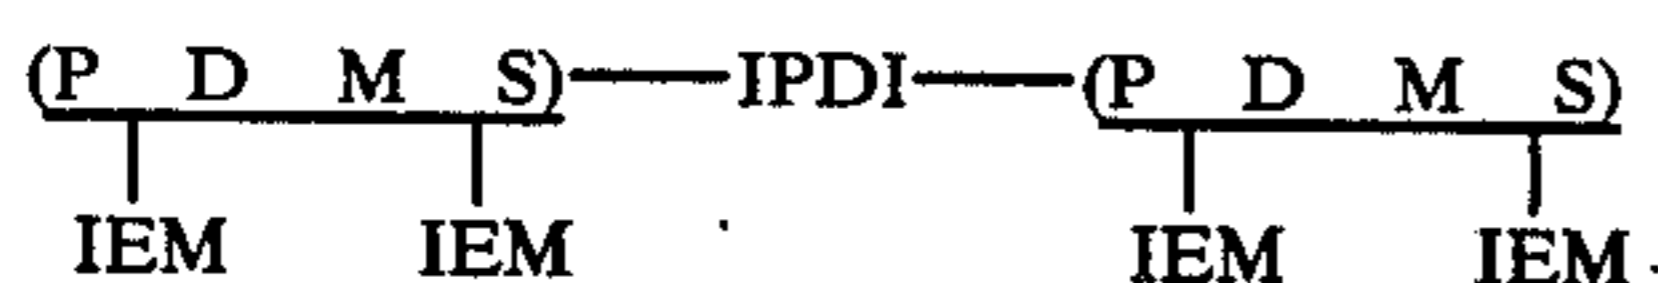 (P D M S)—IPDI—(P D M S)
IEM IEM IEM IEM